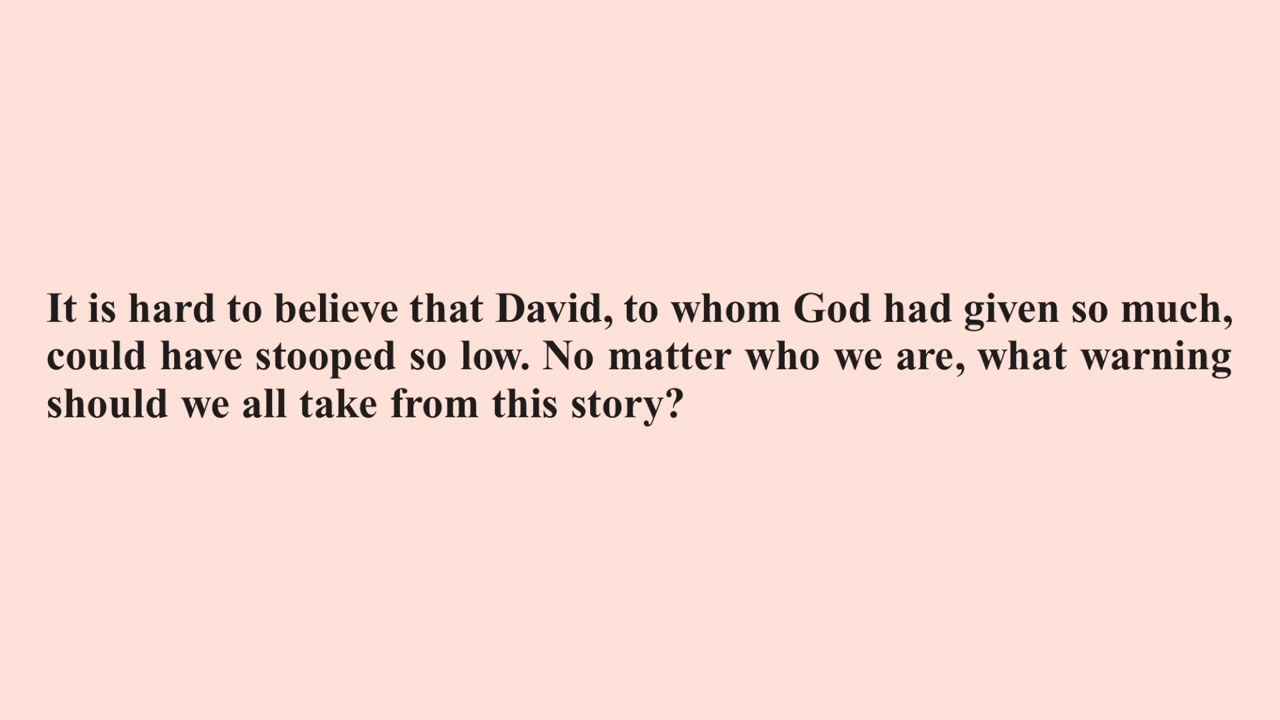 It is hard to believe that David, to whom God had given so much,
could have stooped so low. No matter who we are, what warning
should we all take from this story?